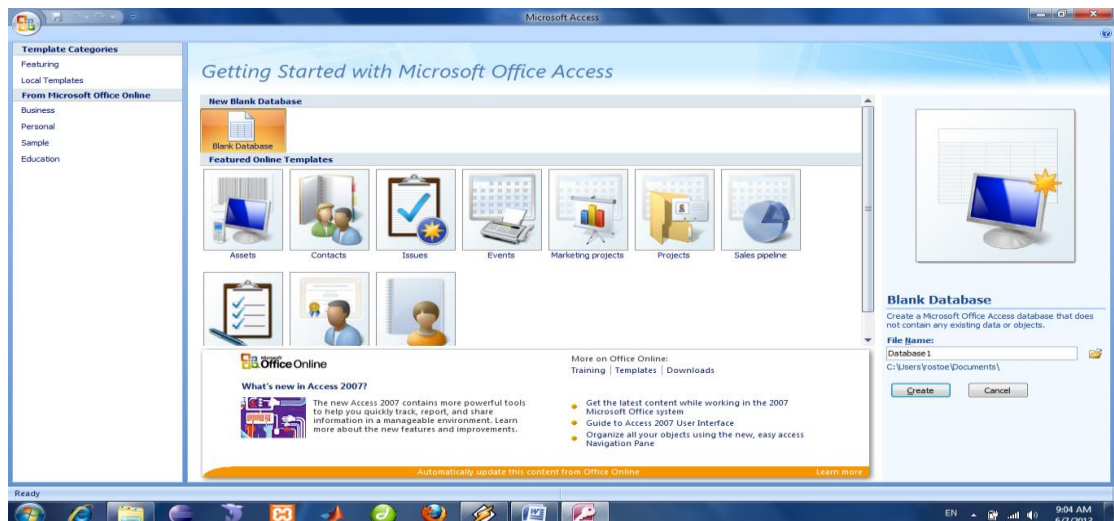 Microsoft Access
Template Categories
Featuring
Local Templates
From Microsoft Office Online
Business
Personal
Sample
Education
Getting Started with Microsoft Office Access
New Blank Database
Blank Database
Featured Online Templates
Assets
Contacts
Issues
Events
Marketing projects
Projects
Sales pipeline
Microsoft
Office Online
What's new in Access 2007?
The new Access 2007 contains more powerful tools
to help you quickly track, report, and share
information in a manageable environment. Learn
more about the new features and improvements.
More on Office Online:
Training | Templates | Downloads
Get the latest content while working in the 2007
Microsoft Office system
Guide to Access 2007 User Interface
Organize all your objects using the new, easy access
Navigation Pane
Automatically update this content from Office Online
Learn more
Blank Database
Create a Microsoft Office Access database that does
not contain any existing data or objects.
File Name:
Database1
C:\Users\rostoe\Documents\
Create
Cancel
Ready
EN
9:04 AM
6/7/2013